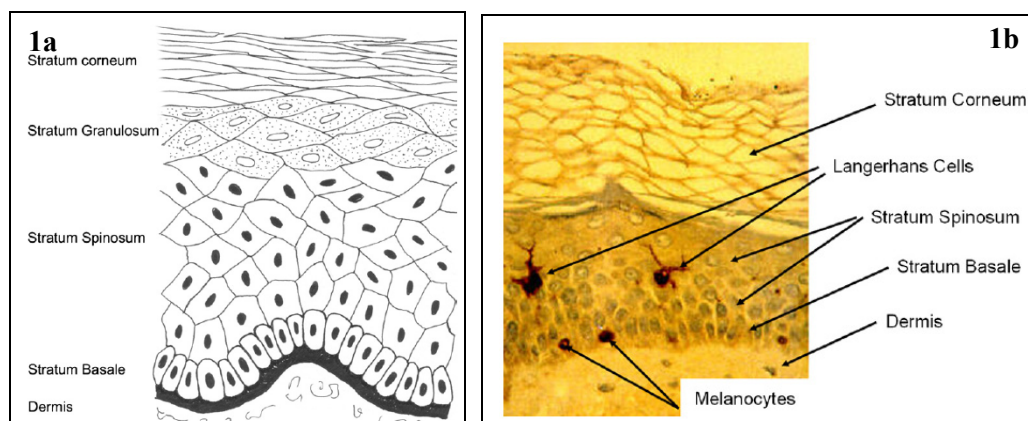 1a
Stratum corneum
Stratum Granulosum
Stratum Spinosum
Stratum Basale
Dermis
1b
Stratum Corneum
Langerhans Cells
Stratum Spinosum
Stratum Basale
Dermis
Melanocytes